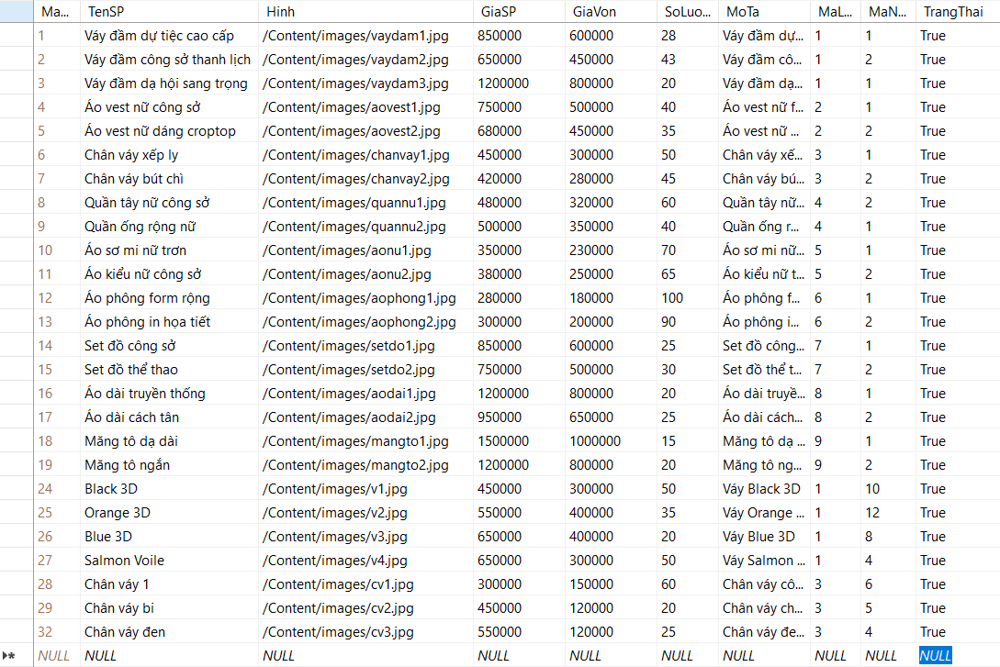 Ma... TenSP Hinh GiaSP GiaVon SoLuo... MoTa MaL... MaN... TrangThai
1 Váy đầm dự tiệc cao cấp /Content/images/vaydam1.jpg 850000 600000 28 Váy đầm dự... 1 1 True
2 Váy đầm công sở thanh lịch /Content/images/vaydam2.jpg 650000 450000 43 Váy đầm cô... 1 2 True
3 Váy đầm dạ hội sang trọng /Content/images/vaydam3.jpg 1200000 800000 20 Váy đầm dạ... 1 1 True
4 Áo vest nữ công sở /Content/images/aovest1.jpg 750000 500000 40 Áo vest nữ f... 2 1 True
5 Áo vest nữ dáng croptop /Content/images/aovest2.jpg 680000 450000 35 Áo vest nữ ... 2 2 True
6 Chân váy xếp ly /Content/images/chanvay1.jpg 450000 300000 50 Chân váy xế... 3 1 True
7 Chân váy bút chì /Content/images/chanvay2.jpg 420000 280000 45 Chân váy bú... 3 2 True
8 Quần tây nữ công sở /Content/images/quannu1.jpg 480000 320000 60 Quần tây nữ... 4 2 True
9 Quần ống rộng nữ /Content/images/quannu2.jpg 500000 350000 40 Quần ống r... 4 1 True
10 Áo sơ mi nữ trơn /Content/images/aonu1.jpg 350000 230000 70 Áo sơ mi nữ... 5 1 True
11 Áo kiểu nữ công sở /Content/images/aonu2.jpg 380000 250000 65 Áo kiểu nữ t... 5 2 True
12 Áo phông form rộng /Content/images/aophong1.jpg 280000 180000 100 Áo phông f... 6 1 True
13 Áo phông in họa tiết /Content/images/aophong2.jpg 300000 200000 90 Áo phông i... 6 2 True
14 Set đồ công sở /Content/images/setdo1.jpg 850000 600000 25 Set đồ công... 7 1 True
15 Set đồ thể thao /Content/images/setdo2.jpg 750000 500000 30 Set đồ thể t... 7 2 True
16 Áo dài truyền thống /Content/images/aodai1.jpg 1200000 800000 20 Áo dài truyề... 8 1 True
17 Áo dài cách tân /Content/images/aodai2.jpg 950000 650000 25 Áo dài cách... 8 2 True
18 Măng tô dạ dài /Content/images/mangto1.jpg 1500000 1000000 15 Măng tô dạ ... 9 1 True
19 Măng tô ngắn /Content/images/mangto2.jpg 1200000 800000 20 Măng tô ng... 9 2 True
24 Black 3D /Content/images/v1.jpg 450000 300000 50 Váy Black 3D 1 10 True
25 Orange 3D /Content/images/v2.jpg 550000 400000 35 Váy Orange ... 1 12 True
26 Blue 3D /Content/images/v3.jpg 650000 400000 20 Váy Blue 3D 1 8 True
27 Salmon Voile /Content/images/v4.jpg 650000 300000 50 Váy Salmon ... 1 4 True
28 Chân váy 1 /Content/images/cv1.jpg 300000 150000 60 Chân váy cô... 3 6 True
29 Chân váy bi /Content/images/cv2.jpg 450000 120000 20 Chân váy ch... 3 5 True
32 Chân váy đen /Content/images/cv3.jpg 550000 120000 25 Chân váy đe... 3 4 True
NULL NULL NULL NULL NULL NULL NULL NULL NULL NULL